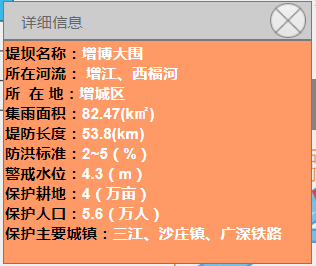 详细信息
堤坝名称：增博大围
所在河流： 增江、西福河
所 在 地：增城区
集雨面积：82.47(k㎡)
堤防长度：53.8(km)
防洪标准：2~5（%）
警戒水位：4.3（m）
保护耕地：4（万亩）
保护人口：5.6（万人）
保护主要城镇：三江、沙庄镇、广深铁路